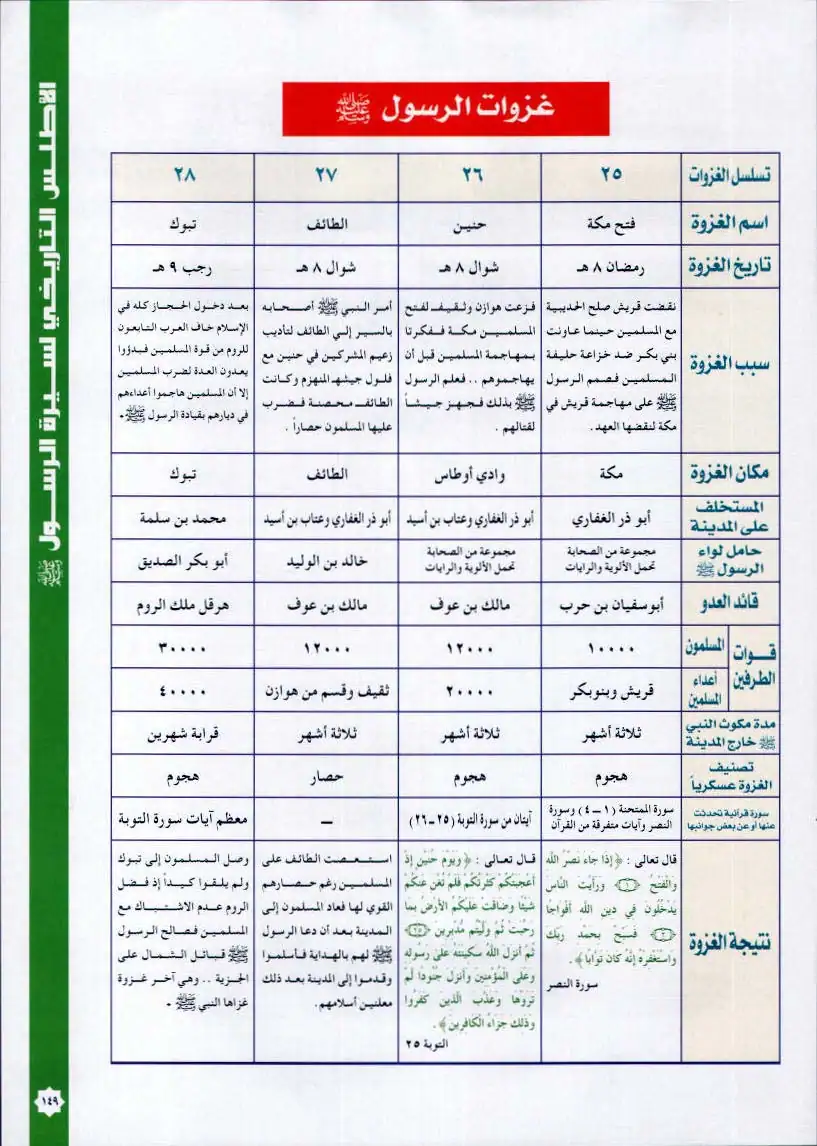 الأطلس التاريخي لسيرة الرسول ﷺ
غزوات الرسول ﷺ
تسلسل الغزوات ٢٥ ٢٦ ٢٧ ٢٨
اسم الغزوة فتح مكة حنين الطائف تبوك
تاريخ الغزوة رمضان ٨ هـ شوال ٨ هـ شوال ٨ هـ رجب ٩ هـ
سبب الغزوة
نقضت قريش صلح الحديبية
مع المسلمين حينما عاونت
بني بكر ضد خزاعة حليفة
المسلمين فصمم الرسول
ﷺ على مهاجمة قريش في
مكة لنقضها العهد.
فزعت هوازن وثقيف لفتح
المسلمين مكة ففكرتا
بمهاجمة المسلمين قبل أن
يهاجموهم .. فعلم الرسول
ﷺ بذلك فجهز جيشاً
لقتالهم .
أمر النبي ﷺ أصحابه
بالسير إلي الطائف لتأديب
زعيم المشركين في حنين مع
فلول جيشه المنهزم وكانت
الطائف محصنة فضرب
عليها المسلمون حصاراً .
بعد دخول الحجاز كله في
الإسلام خاف العرب التابعون
للروم من قوة المسلمين فبدؤوا
يعدون العدة لضرب المسلمين
إلا أن المسلمين هاجموا أعداءهم
في ديارهم بقيادة الرسول ﷺ.
مكان الغزوة مكة وادي أوطاس الطائف تبوك
المستخلف
على المدينة
أبو ذر الغفاري أبو ذر الغفاري وعتاب بن أسيد أبو ذر الغفاري وعتاب بن أسيد محمد بن سلمة
حامل لواء
الرسول ﷺ
مجموعة من الصحابة
تحمل الألوية والرايات
مجموعة من الصحابة
تحمل الألوية والرايات
خالد بن الوليد أبو بكر الصديق
قائد العدو أبوسفيان بن حرب مالك بن عوف مالك بن عوف هرقل ملك الروم
قوات
الطرفين
المسلمون ١٠٠٠٠ ١٢٠٠٠ ١٢٠٠٠ ٣٠٠٠٠
أعداء
المسلمين
قريش وبنوبكر ٢٠٠٠٠ ثقيف وقسم من هوازن ٤٠٠٠٠
مدة مكوث النبي
ﷺ خارج المدينة
ثلاثة أشهر ثلاثة أشهر ثلاثة أشهر قرابة شهرين
تصنيف
الغزوة عسكرياً
هجوم هجوم حصار هجوم
سورة قرآنية تحدثت
عنها أو عن بعض جوانبها
سورة الممتحنة (١ – ٤) وسورة
النصر وآيات متفرقة من القرآن
آيتان من سورة التوبة (٢٥-٢٦) – معظم آيات سورة التوبة
نتيجة الغزوة
قال تعالى : ﴿إذا جاء نصر الله
والفتح ﴿١﴾ ورأيت الناس
يدخلون في دين الله أفواجا
﴿٢﴾ فسبح بحمد ربك
واستغفره إنه كان توابا﴾.
سورة النصر
قال تعالى : ﴿ويوم حنين إذ
أعجبتكم كثرتكم فلم تغن عنكم
شيئا وضاقت عليكم الأرض بما
رحبت ثم وليتم مدبرين ﴿٢٥﴾
ثم أنزل الله سكينته على رسوله
وعلى المؤمنين وأنزل جنودا لم
تروها وعذب الذين كفروا
وذلك جزاء الكافرين﴾.
التوبة ٢٥
استعصت الطائف على
المسلمين رغم حصارهم
القوي لها فعاد المسلمون إلى
المدينة بعد أن دعا الرسول
ﷺ لهم بالهداية فأسلموا
وقدموا إلى المدينة بعد ذلك
معلنين أسلامهم.
وصل المسلمون إلى تبوك
ولم يلقوا كيداً إذ فضل
الروم عدم الاشتباك مع
المسلمين فصالح الرسول
ﷺ قبائل الشمال على
الجزية .. وهي آخر غزوة
غزاها النبي ﷺ .
١٤٩